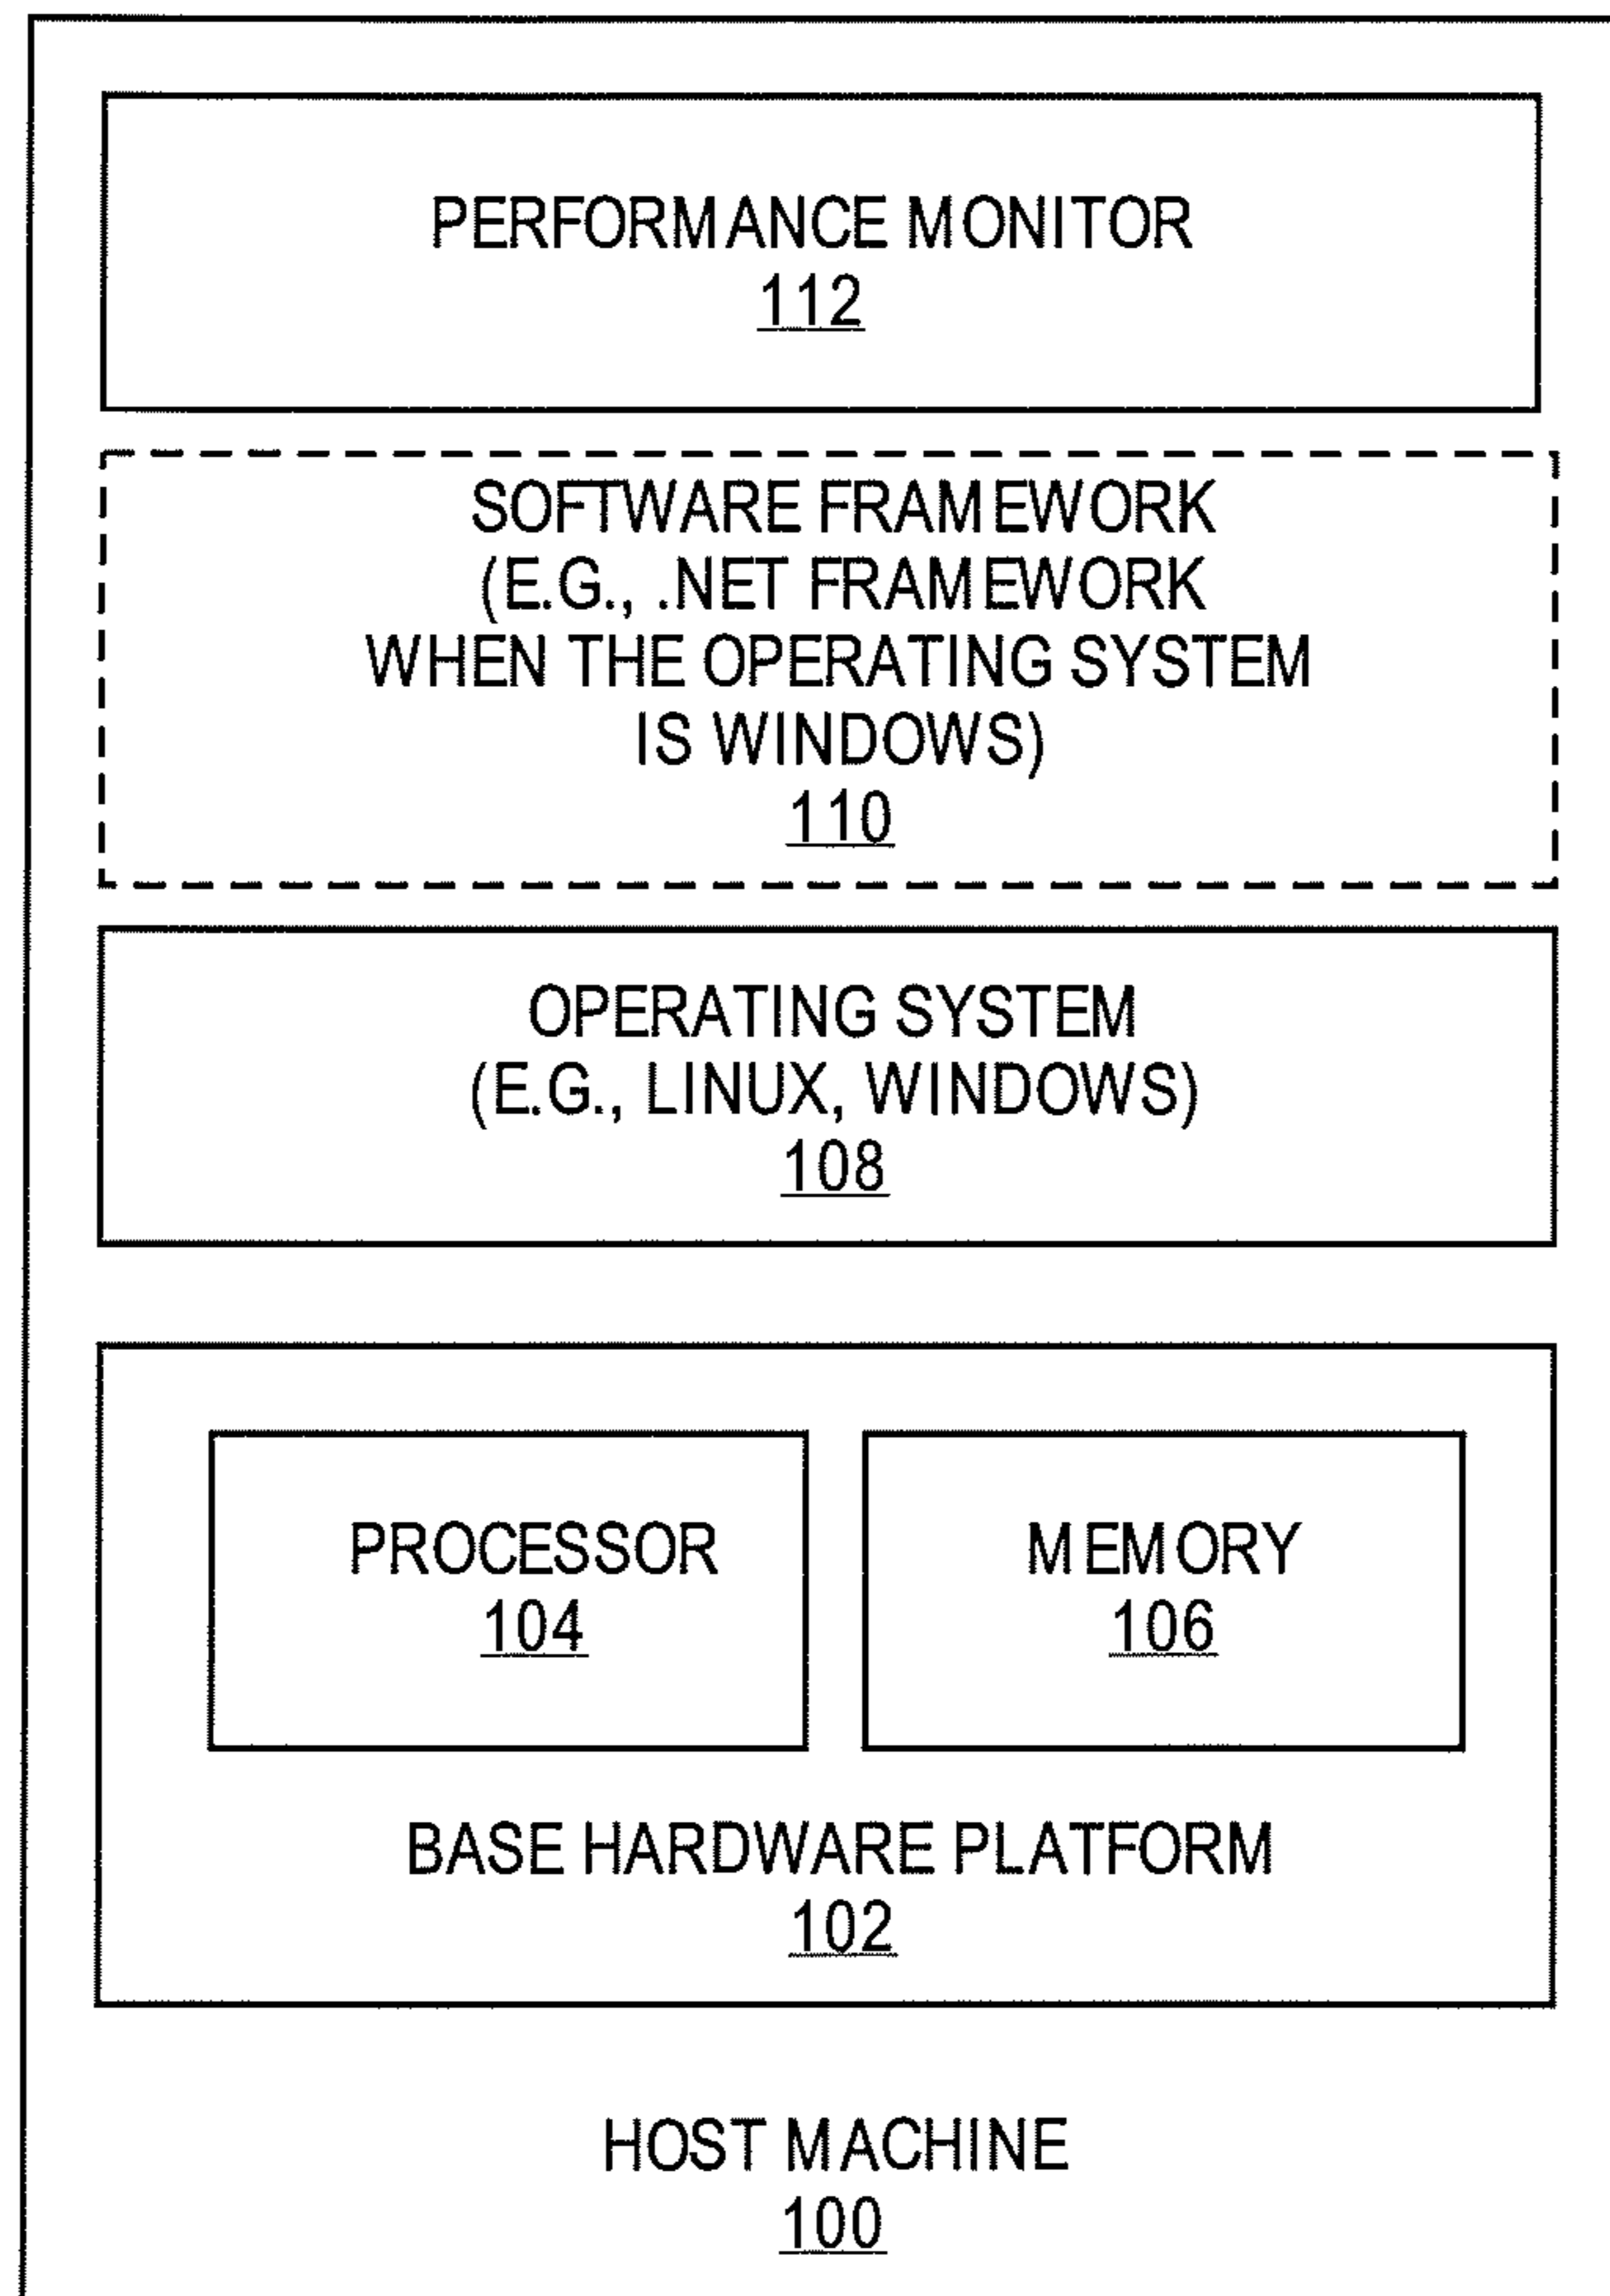 PERFORMANCE MONITOR
112
SOFTWARE FRAMEWORK
(E.G., .NET FRAMEWORK
WHEN THE OPERATING SYSTEM
IS WINDOWS)
110
OPERATING SYSTEM
(E.G., LINUX, WINDOWS)
108
PROCESSOR
104
MEMORY
106
BASE HARDWARE PLATFORM
102
HOST MACHINE
100